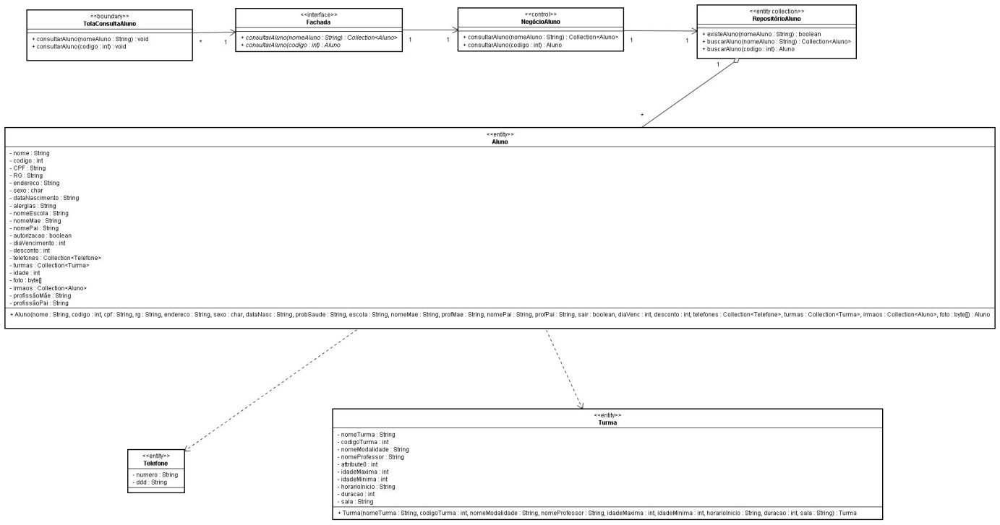 <<boundary>>
TelaConsultaAluno
+ consultarAluno(nomeAluno : String) : void
+ consultarAluno(codigo : int) : void
*
1
<<interface>>
Fachada
+ consultarAluno(nomeAluno : String) : Collection<Aluno>
+ consultarAluno(codigo : int) : Aluno
1
1
<<control>>
NegócioAluno
+ consultarAluno(nomeAluno : String) : Collection<Aluno>
+ consultarAluno(codigo : int) : Aluno
1
1
<<entity collection>>
RepositórioAluno
+ existeAluno(nomeAluno : String) : boolean
+ buscarAluno(nomeAluno : String) : Collection<Aluno>
+ buscarAluno(codigo : int) : Aluno
1
*
<<entity>>
Aluno
- nome : String
- codigo : int
- CPF : String
- RG : String
- endereco : String
- sexo : char
- dataNascimento : String
- alergias : String
- nomeEscola : String
- nomeMae : String
- nomePai : String
- autorizacao : boolean
- diaVencimento : int
- desconto : int
- telefones : Collection<Telefone>
- turmas : Collection<Turma>
- idade : int
- foto : byte[]
- irmaos : Collection<Aluno>
- profissãoMãe : String
- profissãoPai : String
+ Aluno(nome : String, codigo : int, cpf : String, rg : String, endereco : String, sexo : char, dataNasc : String, probSaude : String, escola : String, nomeMae : String, profMae : String, nomePai : String, profPai : String, sair : boolean, diaVenc : int, desconto : int, telefones : Collection<Telefone>, turmas : Collection<Turma>, irmaos : Collection<Aluno>, foto : byte[]) : Aluno
<<entity>>
Telefone
- numero : String
- ddd : String
<<entity>>
Turma
- nomeTurma : String
- codigoTurma : int
- nomeModalidade : String
- nomeProfessor : String
- attribute0 : int
- idadeMaxima : int
- idadeMinima : int
- horarioInicio : String
- duracao : int
- sala : String
+ Turma(nomeTurma : String, codigoTurma : int, nomeModalidade : String, nomeProfessor : String, idadeMaxima : int, idadeMinima : int, horarioInicio : String, duracao : int, sala : String) : Turma